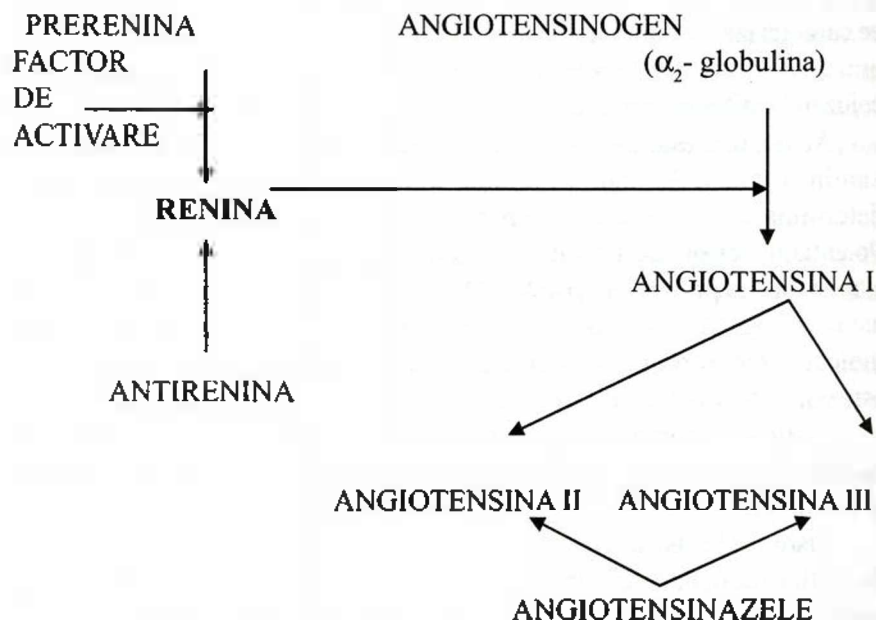 PRERENINA
FACTOR
DE
ACTIVARE
ANGIOTENSINOGEN
(α₂- globulina)
RENINA
ANGIOTENSINA I
ANTIRENINA
ANGIOTENSINA II
ANGIOTENSINA III
ANGIOTENSINAZELE